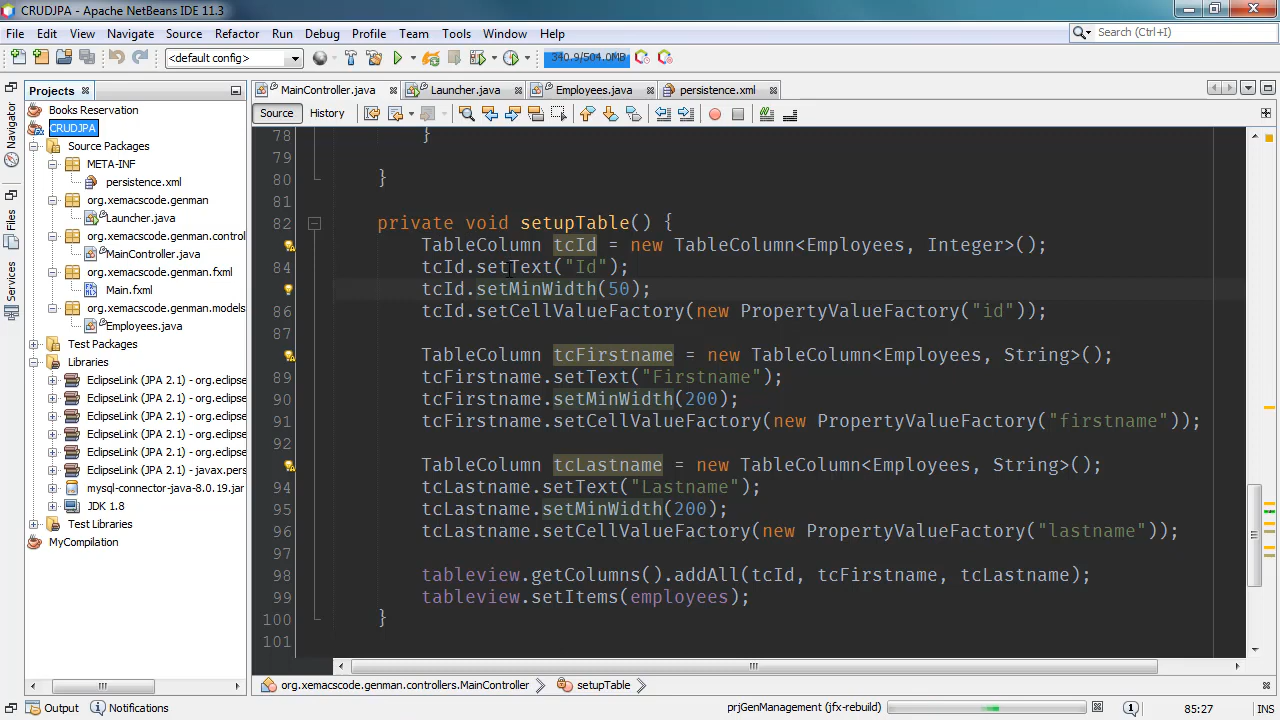 CRUDJPA - Apache NetBeans IDE 11.3
File Edit View Navigate Source Refactor Run Debug Profile Team Tools Window Help
Search (Ctrl+I)
<default config>
340.9/504.0MB
Projects
MainController.java Launcher.java Employees.java persistence.xml
Source History
Navigator
Files
Services
Books Reservation
CRUDJPA
Source Packages
META-INF
persistence.xml
org.xemacscode.genman
Launcher.java
org.xemacscode.genman.control
MainController.java
org.xemacscode.genman.fxml
Main.fxml
org.xemacscode.genman.models
Employees.java
Test Packages
Libraries
EclipseLink (JPA 2.1) - org.eclipse
EclipseLink (JPA 2.1) - org.eclipse
EclipseLink (JPA 2.1) - org.eclipse
EclipseLink (JPA 2.1) - org.eclipse
EclipseLink (JPA 2.1) - org.eclipse
EclipseLink (JPA 2.1) - javax.pers
mysql-connector-java-8.0.19.jar
JDK 1.8
Test Libraries
MyCompilation
78 }
79
80 }
81
82 private void setupTable() {
TableColumn tcId = new TableColumn<Employees, Integer>();
84 tcId.setText("Id");
tcId.setMinWidth(50);
86 tcId.setCellValueFactory(new PropertyValueFactory("id"));
87
TableColumn tcFirstname = new TableColumn<Employees, String>();
89 tcFirstname.setText("Firstname");
90 tcFirstname.setMinWidth(200);
91 tcFirstname.setCellValueFactory(new PropertyValueFactory("firstname"));
92
TableColumn tcLastname = new TableColumn<Employees, String>();
94 tcLastname.setText("Lastname");
95 tcLastname.setMinWidth(200);
96 tcLastname.setCellValueFactory(new PropertyValueFactory("lastname"));
97
98 tableview.getColumns().addAll(tcId, tcFirstname, tcLastname);
99 tableview.setItems(employees);
100 }
101
org.xemacscode.genman.controllers.MainController setupTable
Output Notifications prjGenManagement (jfx-rebuild) 1 85:27 INS